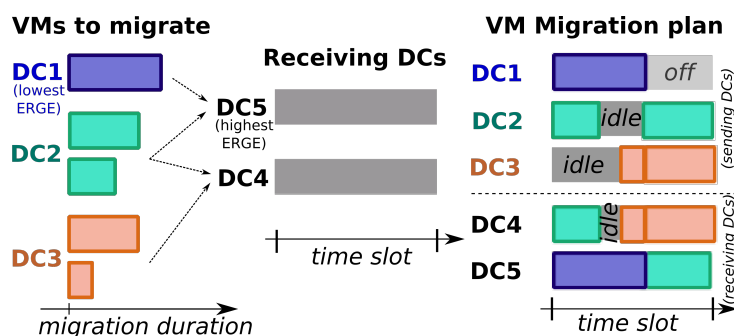 VMs to migrate
DC1
(lowest
ERGE)
DC2
DC3
migration duration
Receiving DCs
DC5
(highest
ERGE)
DC4
time slot
VM Migration plan
DC1
off
DC2
idle
DC3
idle
(sending DCs)
DC4
idle
DC5
(receiving DCs)
time slot